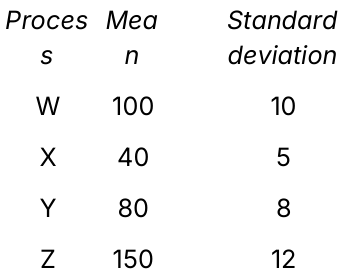 Proces Mea Standard
s n deviation
W 100 10
X 40 5
Y 80 8
Z 150 12